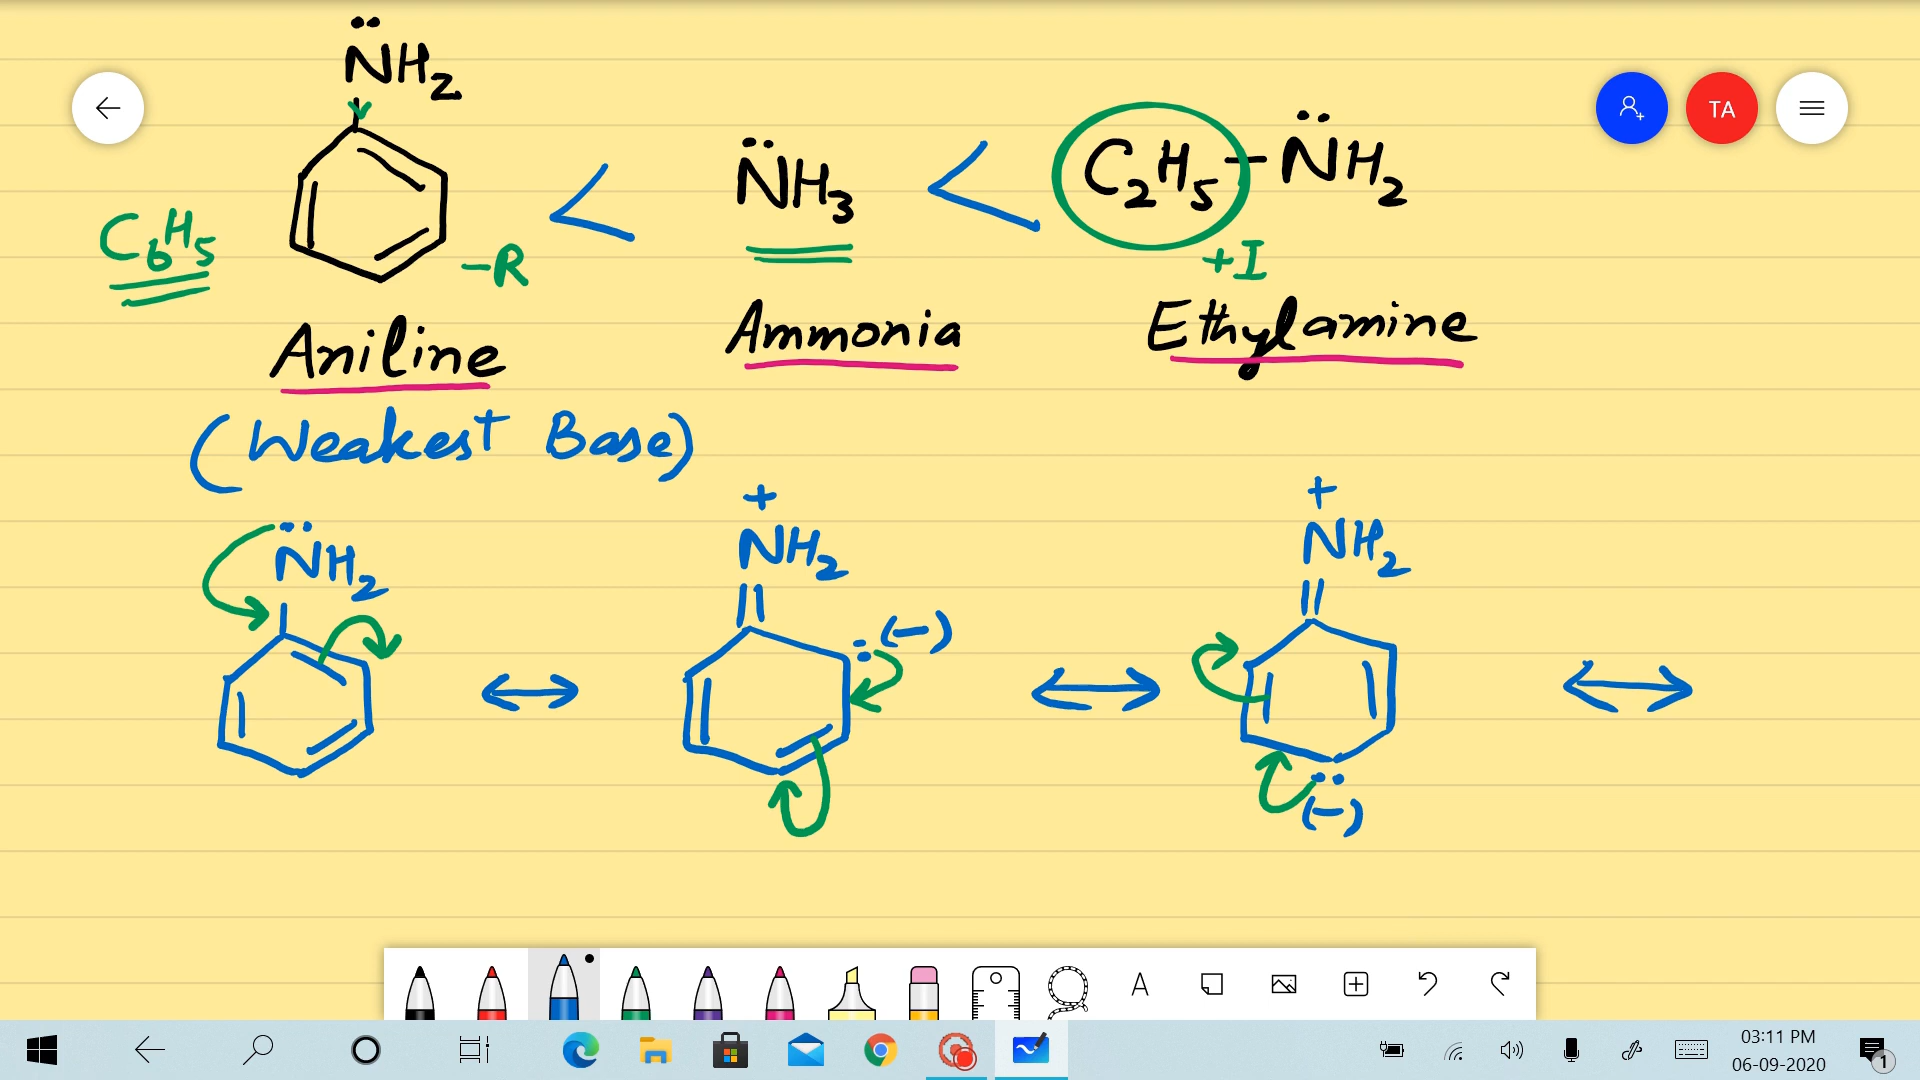 N̈H₂
C₆H₅
-R
<
N̈H₃
<
C₂H₅-N̈H₂
+I
TA
Aniline
Ammonia
Ethylamine
(Weakest Base)
N̈H₂
+
NH₂
:(-)
+
NH₂
(-)
A
03:11 PM
06-09-2020
1